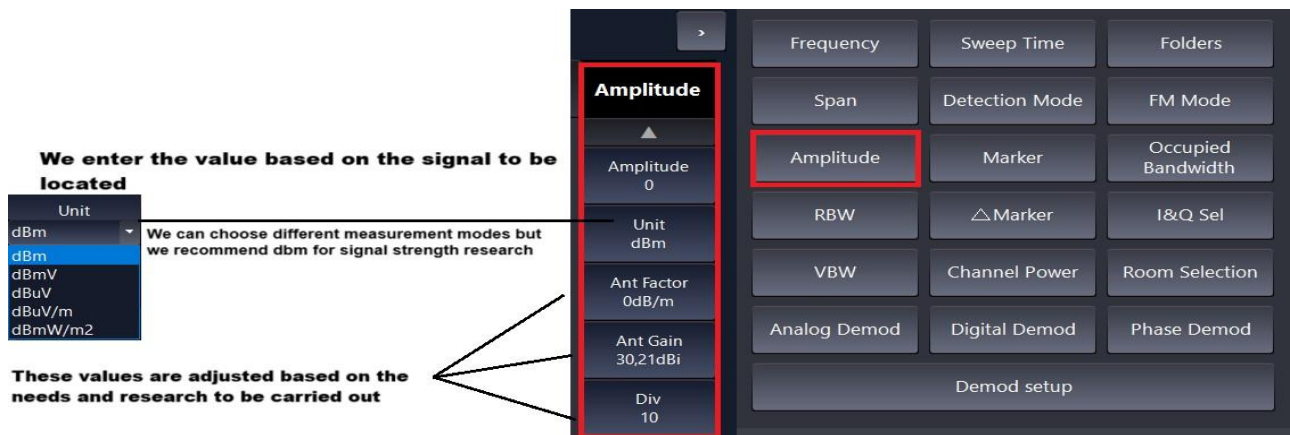 We enter the value based on the signal to be
located
Unit
dBm
dBm
dBmV
dBuV
dBuV/m
dBmW/m2
We can choose different measurement modes but
we recommend dbm for signal strength research
These values are adjusted based on the
needs and research to be carried out
>
Amplitude
Amplitude
0
Unit
dBm
Ant Factor
0dB/m
Ant Gain
30,21dBi
Div
10
Frequency
Sweep Time
Folders
Span
Detection Mode
FM Mode
Amplitude
Marker
Occupied
Bandwidth
RBW
△Marker
I&Q Sel
VBW
Channel Power
Room Selection
Analog Demod
Digital Demod
Phase Demod
Demod setup